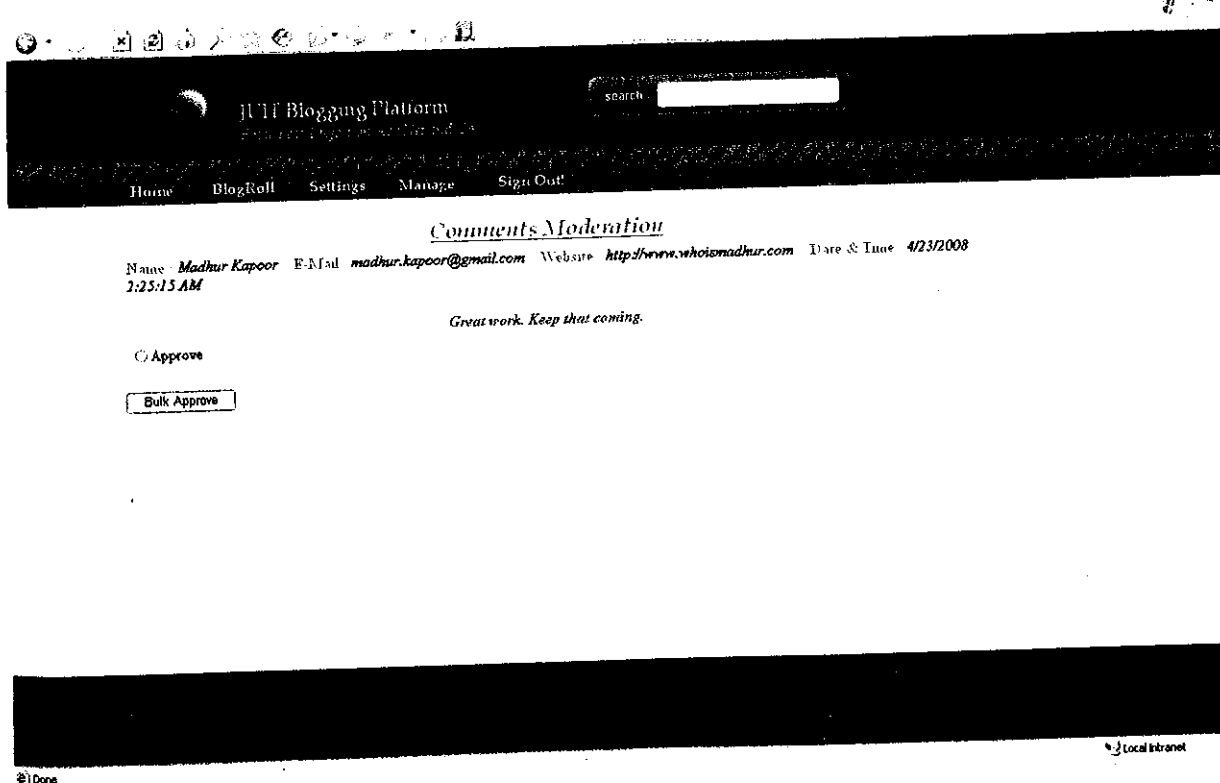 search
Blogging Platform
Home BlogRoll Settings Manage Sign Out!
Comments Moderation
Name : Madhur Kapoor E-Mail madhur.kapoor@gmail.com Website http://www.whoismadhur.com Date & Time 4/23/2008
2:25:15 AM
Great work. Keep that coming.
Approve
Bulk Approve
Local intranet
Done